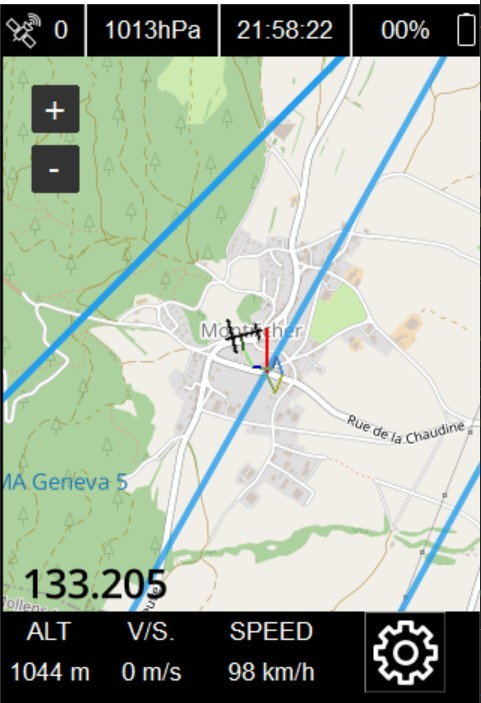 0 1013hPa 21:58:22 00%
+
-
Rue de la Chaudine
MA Geneva 5
133.205
Mollens
ALT V/S. SPEED
1044 m 0 m/s 98 km/h